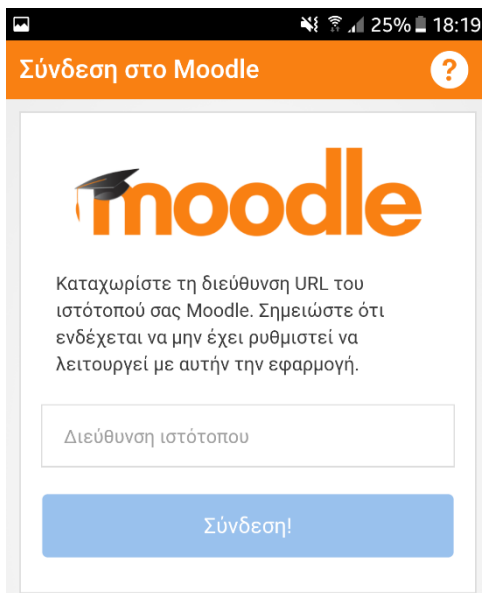 25% 18:19
Σύνδεση στο Moodle ?
moodle
Καταχωρίστε τη διεύθυνση URL του
ιστότοπού σας Moodle. Σημειώστε ότι
ενδέχεται να μην έχει ρυθμιστεί να
λειτουργεί με αυτήν την εφαρμογή.
Διεύθυνση ιστότοπου
Σύνδεση!